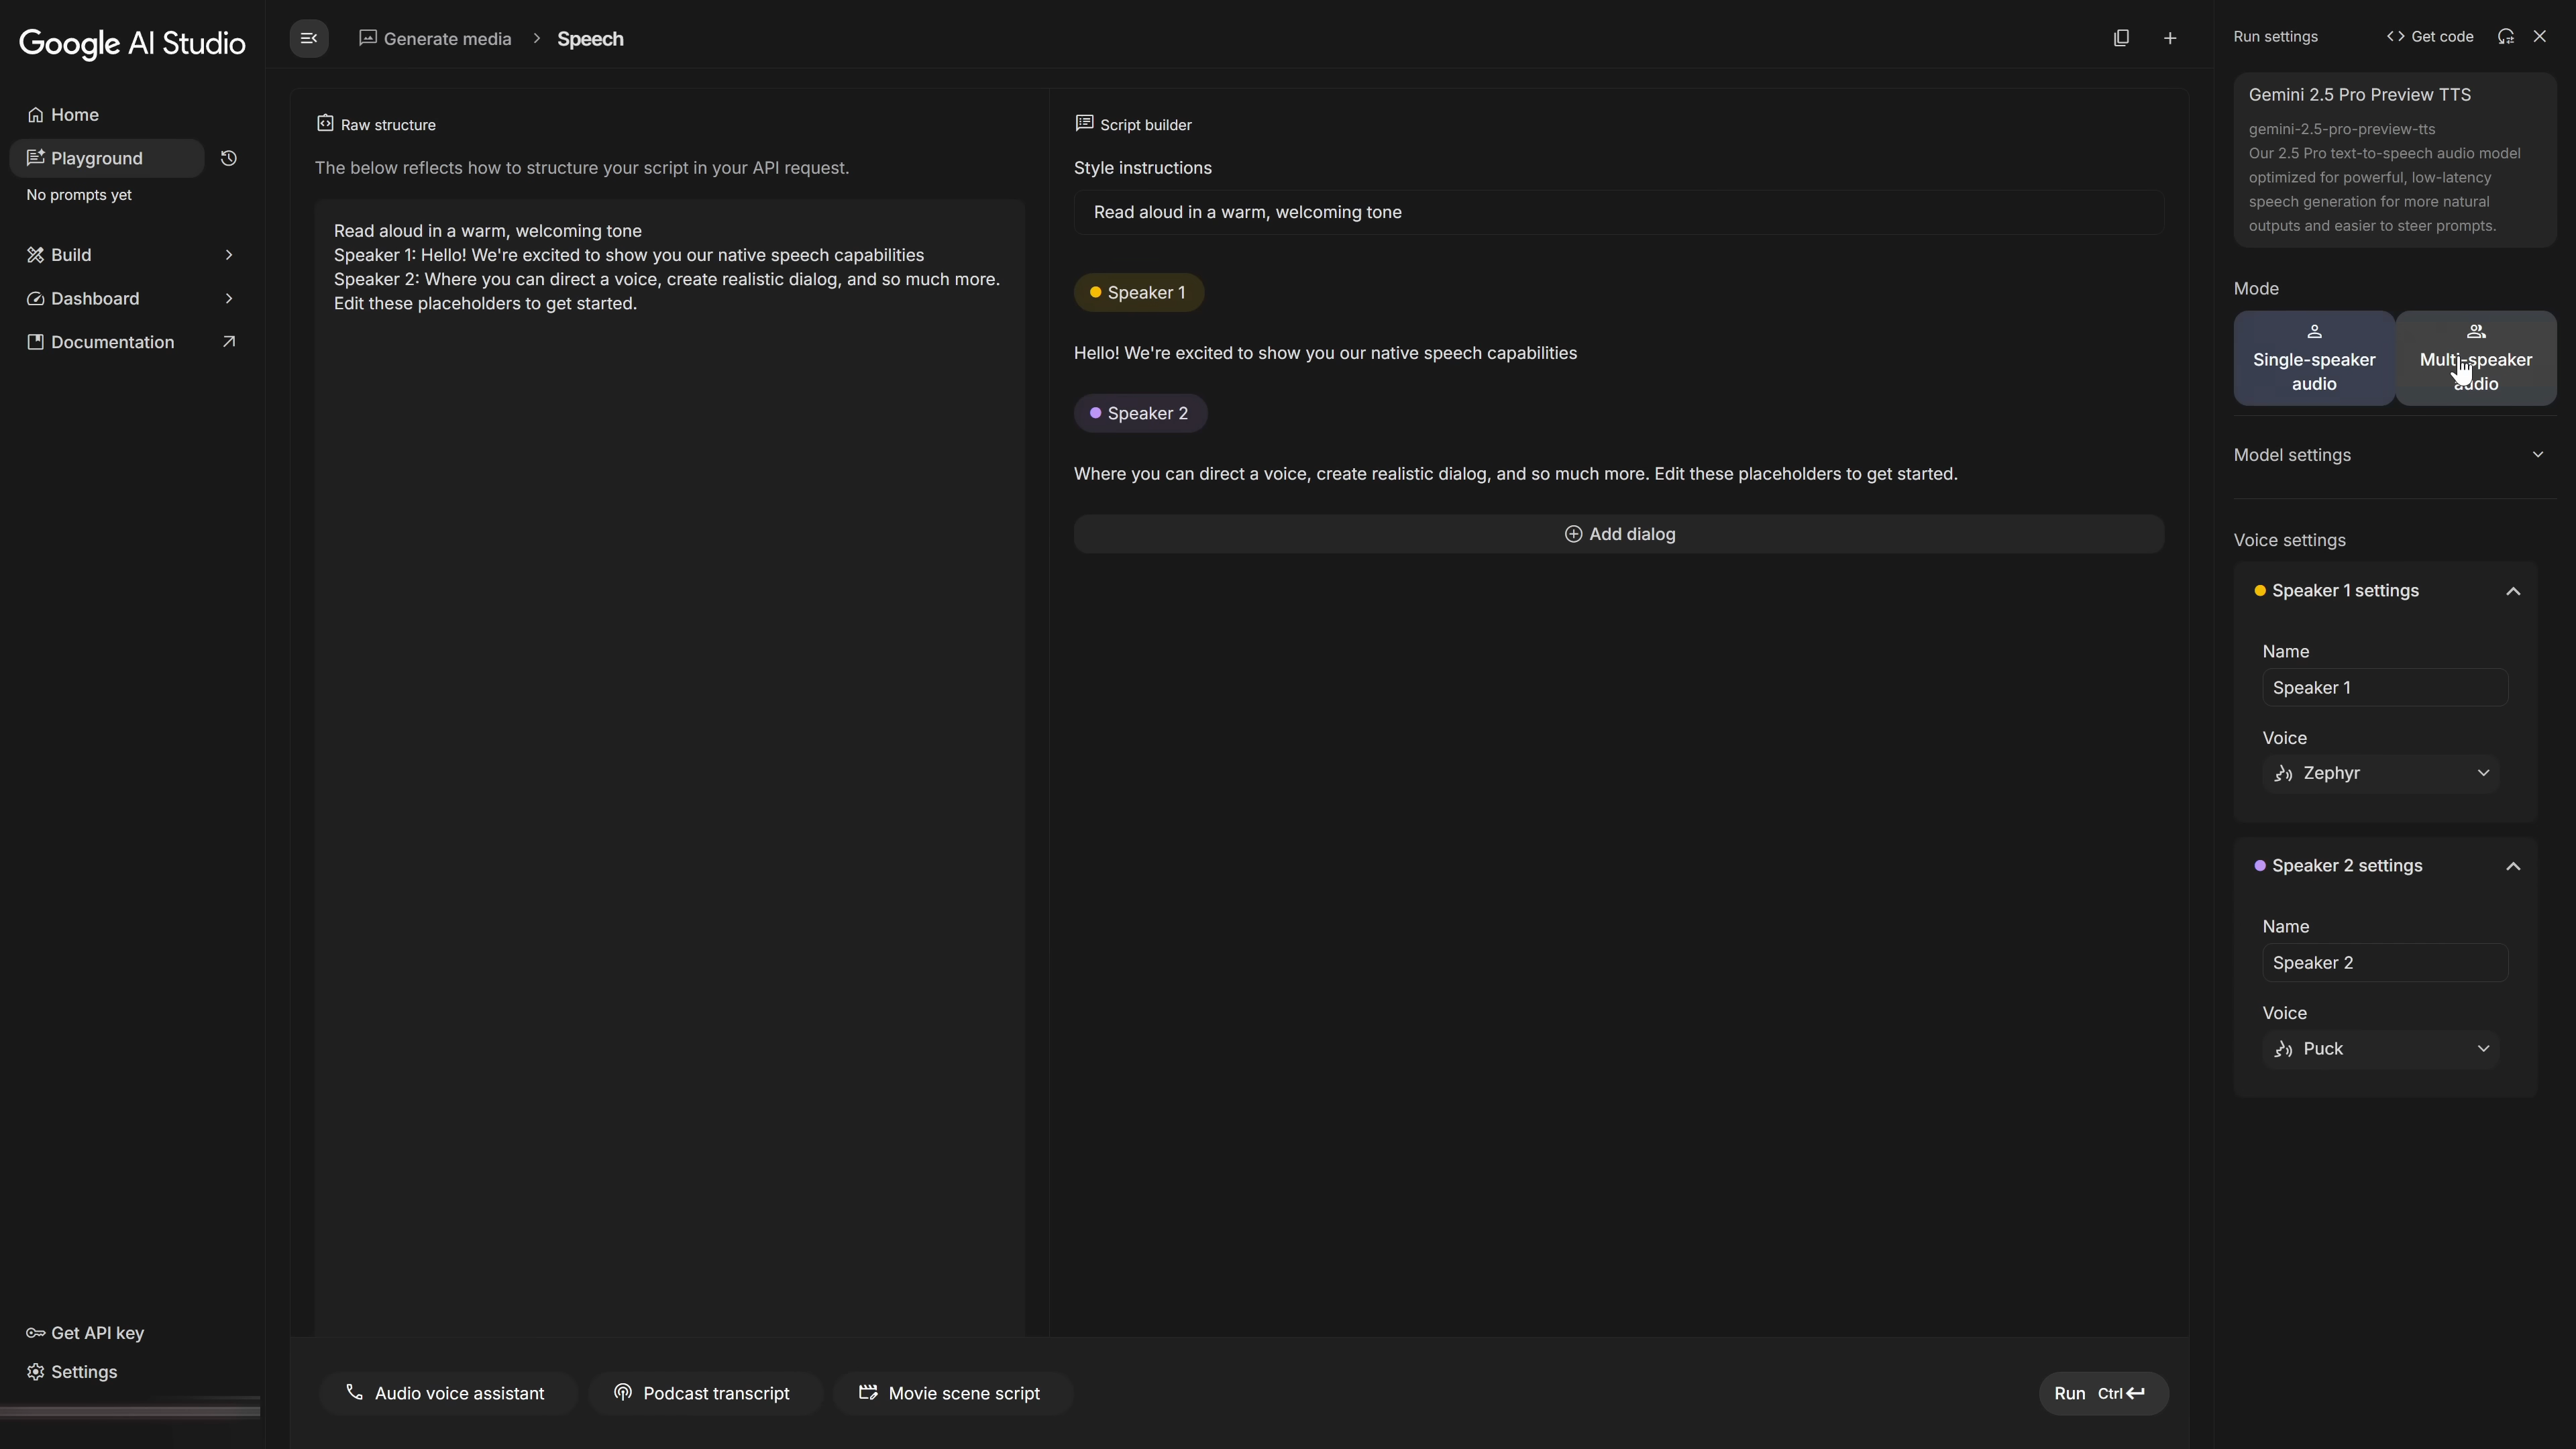 Google AI Studio
Home
Playground
No prompts yet
Build
Dashboard
Documentation
Get API key
Settings
Generate media > Speech
Raw structure
The below reflects how to structure your script in your API request.
Read aloud in a warm, welcoming tone
Speaker 1: Hello! We're excited to show you our native speech capabilities
Speaker 2: Where you can direct a voice, create realistic dialog, and so much more.
Edit these placeholders to get started.
Script builder
Style instructions
Read aloud in a warm, welcoming tone
Speaker 1
Hello! We're excited to show you our native speech capabilities
Speaker 2
Where you can direct a voice, create realistic dialog, and so much more. Edit these placeholders to get started.
Add dialog
Audio voice assistant
Podcast transcript
Movie scene script
Run Ctrl
Run settings
Get code
Gemini 2.5 Pro Preview TTS
gemini-2.5-pro-preview-tts
Our 2.5 Pro text-to-speech audio model
optimized for powerful, low-latency
speech generation for more natural
outputs and easier to steer prompts.
Mode
Single-speaker
audio
Multi-speaker
audio
Model settings
Voice settings
Speaker 1 settings
Name
Speaker 1
Voice
Zephyr
Speaker 2 settings
Name
Speaker 2
Voice
Puck